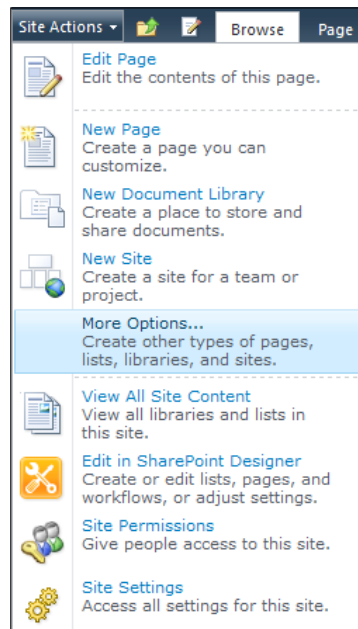 Site Actions Browse Page
Edit Page
Edit the contents of this page.
New Page
Create a page you can
customize.
New Document Library
Create a place to store and
share documents.
New Site
Create a site for a team or
project.
More Options...
Create other types of pages,
lists, libraries, and sites.
View All Site Content
View all libraries and lists in
this site.
Edit in SharePoint Designer
Create or edit lists, pages, and
workflows, or adjust settings.
Site Permissions
Give people access to this site.
Site Settings
Access all settings for this site.